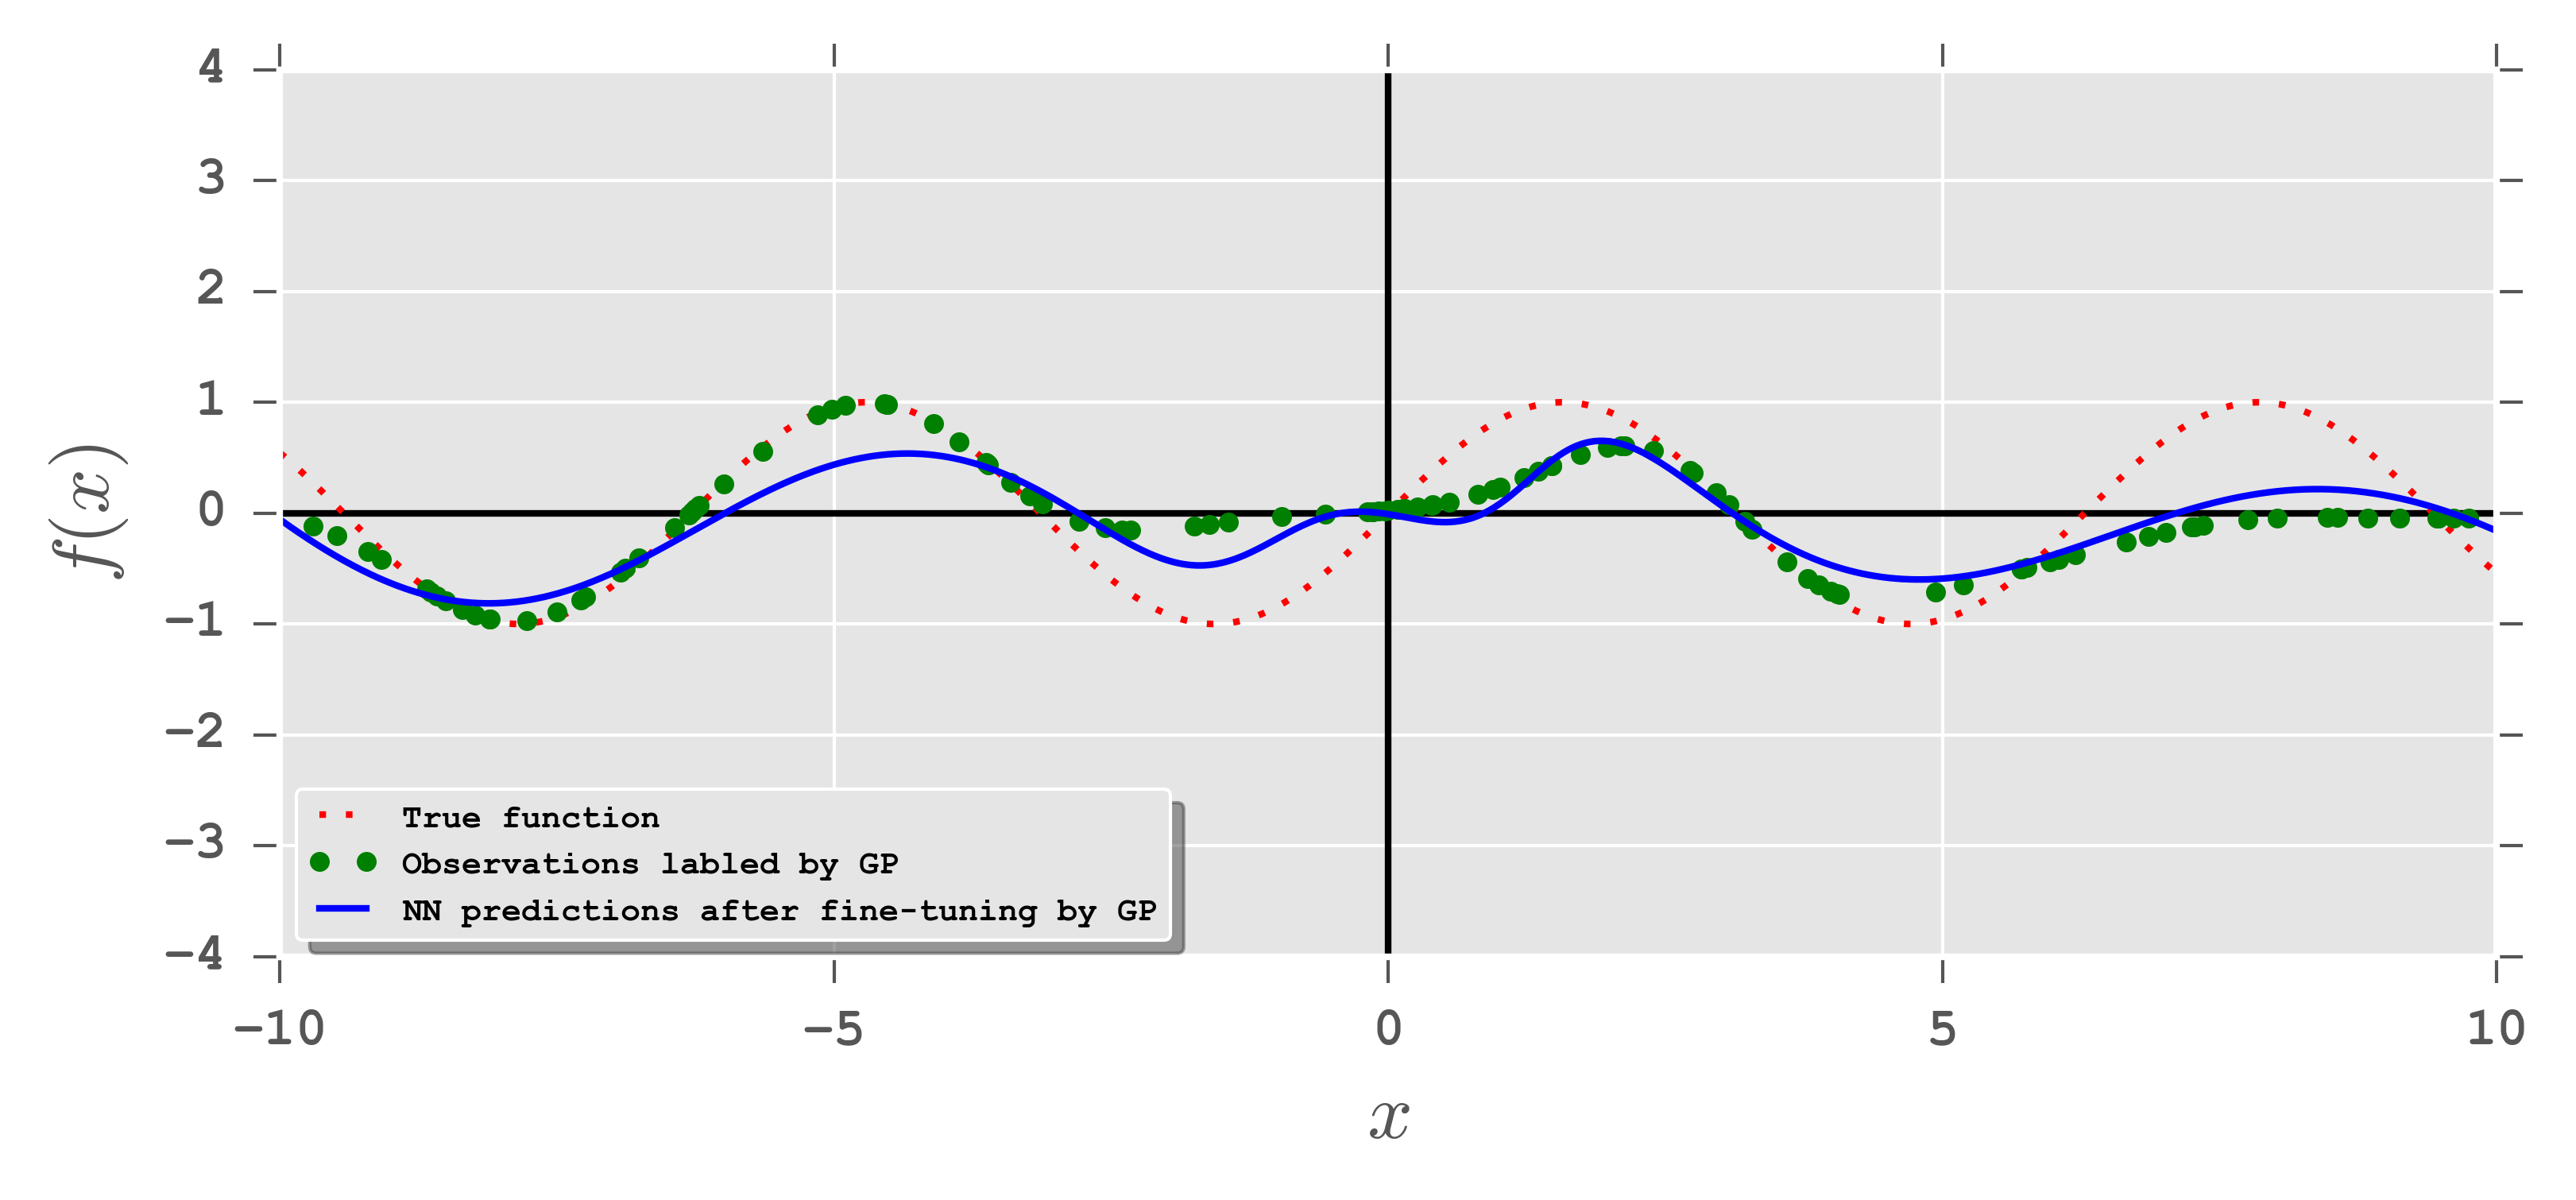 4
3
2
1
0
−1
−2
−3
−4
f(x)
True function
Observations labled by GP
NN predictions after fine-tuning by GP
−10 −5 0 5 10
x